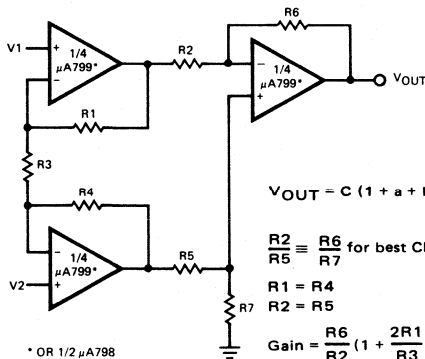 V1
+
−
1/4
μA799*
R1
R2
R6
−
+
1/4
μA799*
VOUT
R3
R4
−
+
1/4
μA799*
V2
R5
R7
VOUT = C (1 + a +
R2/R5 ≡ R6/R7 for best
R1 = R4
R2 = R5
Gain = R6/R2 (1 + 2R1/R3
* OR 1/2 μA798